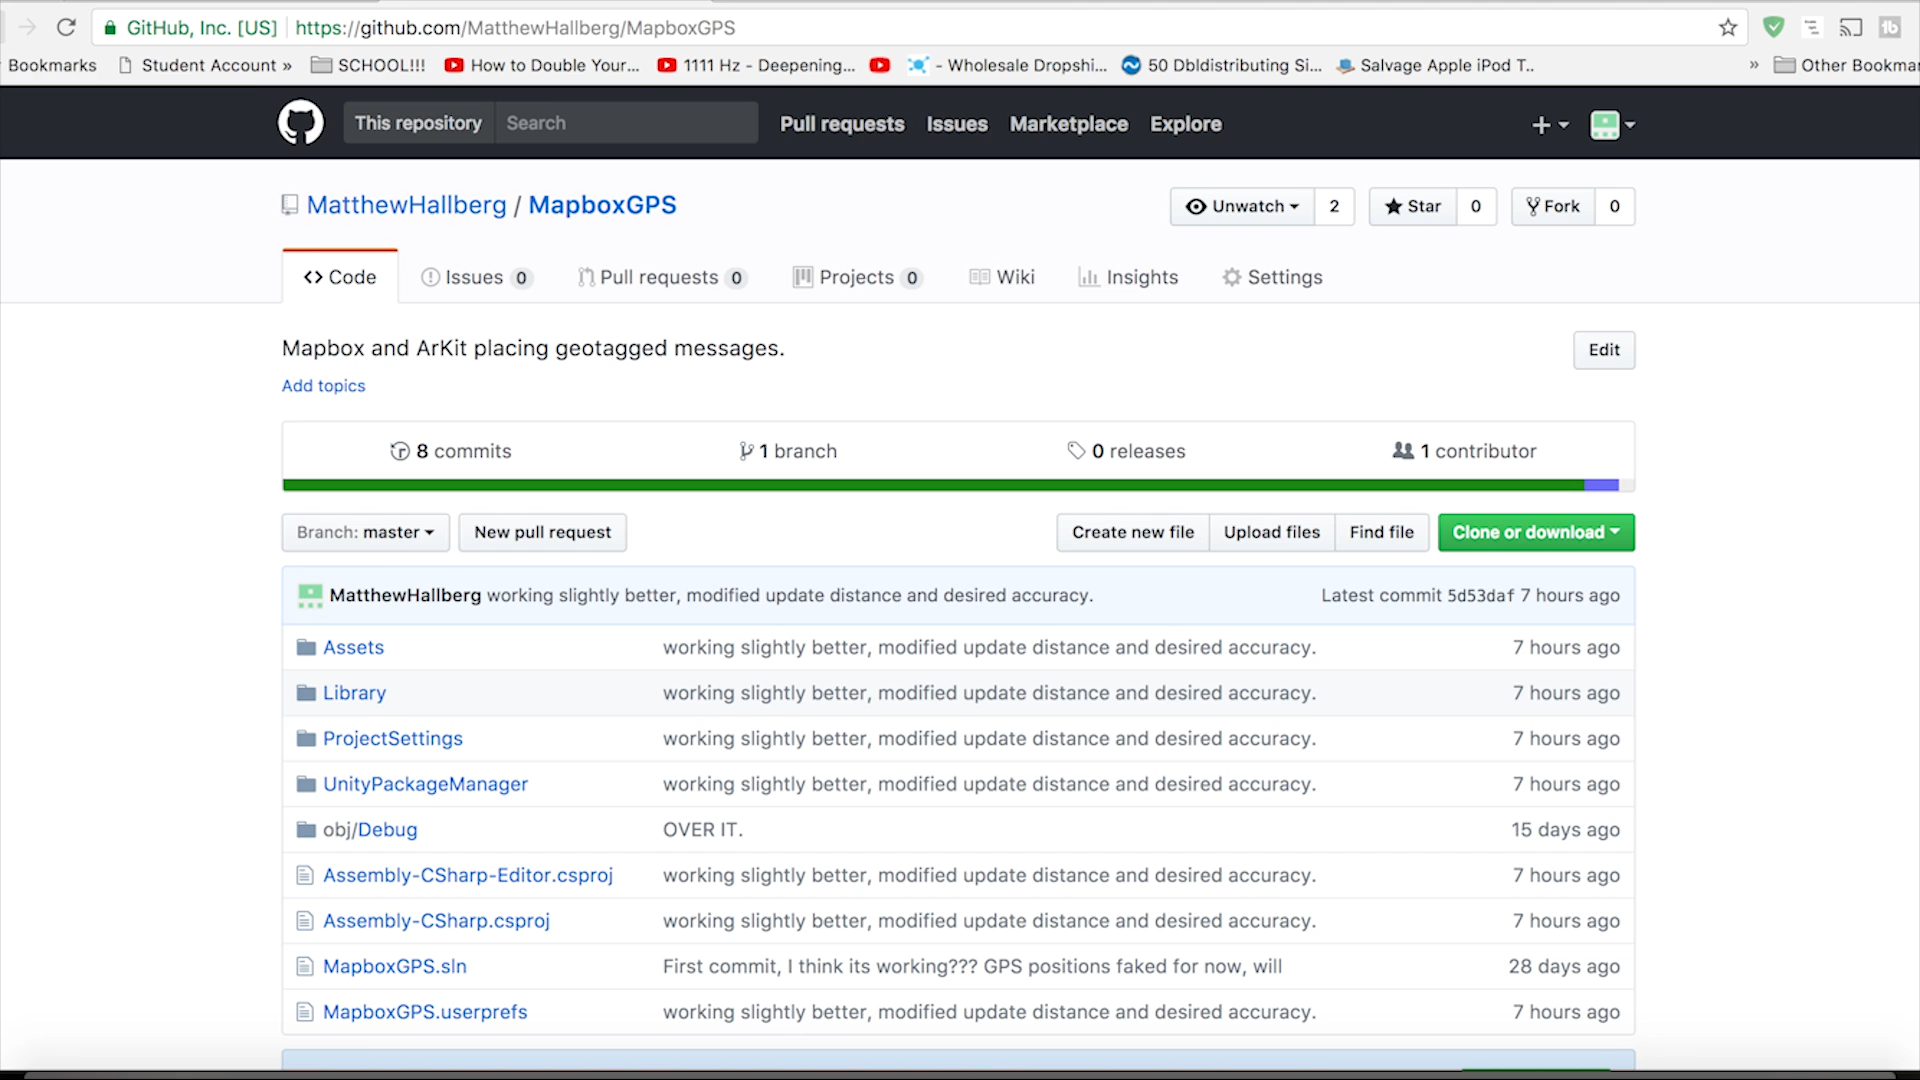 GitHub, Inc. [US] https://github.com/MatthewHallberg/MapboxGPS
Bookmarks Student Account » SCHOOL!!! How to Double Your... 1111 Hz - Deepening... - Wholesale Dropshi... 50 Dbldistributing Si... Salvage Apple iPod T.. » Other Bookmar
This repository Search Pull requests Issues Marketplace Explore
MatthewHallberg / MapboxGPS Unwatch 2 Star 0 Fork 0
Code Issues 0 Pull requests 0 Projects 0 Wiki Insights Settings
Mapbox and ArKit placing geotagged messages. Edit
Add topics
8 commits 1 branch 0 releases 1 contributor
Branch: master New pull request Create new file Upload files Find file Clone or download
MatthewHallberg working slightly better, modified update distance and desired accuracy. Latest commit 5d53daf 7 hours ago
Assets working slightly better, modified update distance and desired accuracy. 7 hours ago
Library working slightly better, modified update distance and desired accuracy. 7 hours ago
ProjectSettings working slightly better, modified update distance and desired accuracy. 7 hours ago
UnityPackageManager working slightly better, modified update distance and desired accuracy. 7 hours ago
obj/Debug OVER IT. 15 days ago
Assembly-CSharp-Editor.csproj working slightly better, modified update distance and desired accuracy. 7 hours ago
Assembly-CSharp.csproj working slightly better, modified update distance and desired accuracy. 7 hours ago
MapboxGPS.sln First commit, I think its working??? GPS positions faked for now, will 28 days ago
MapboxGPS.userprefs working slightly better, modified update distance and desired accuracy. 7 hours ago